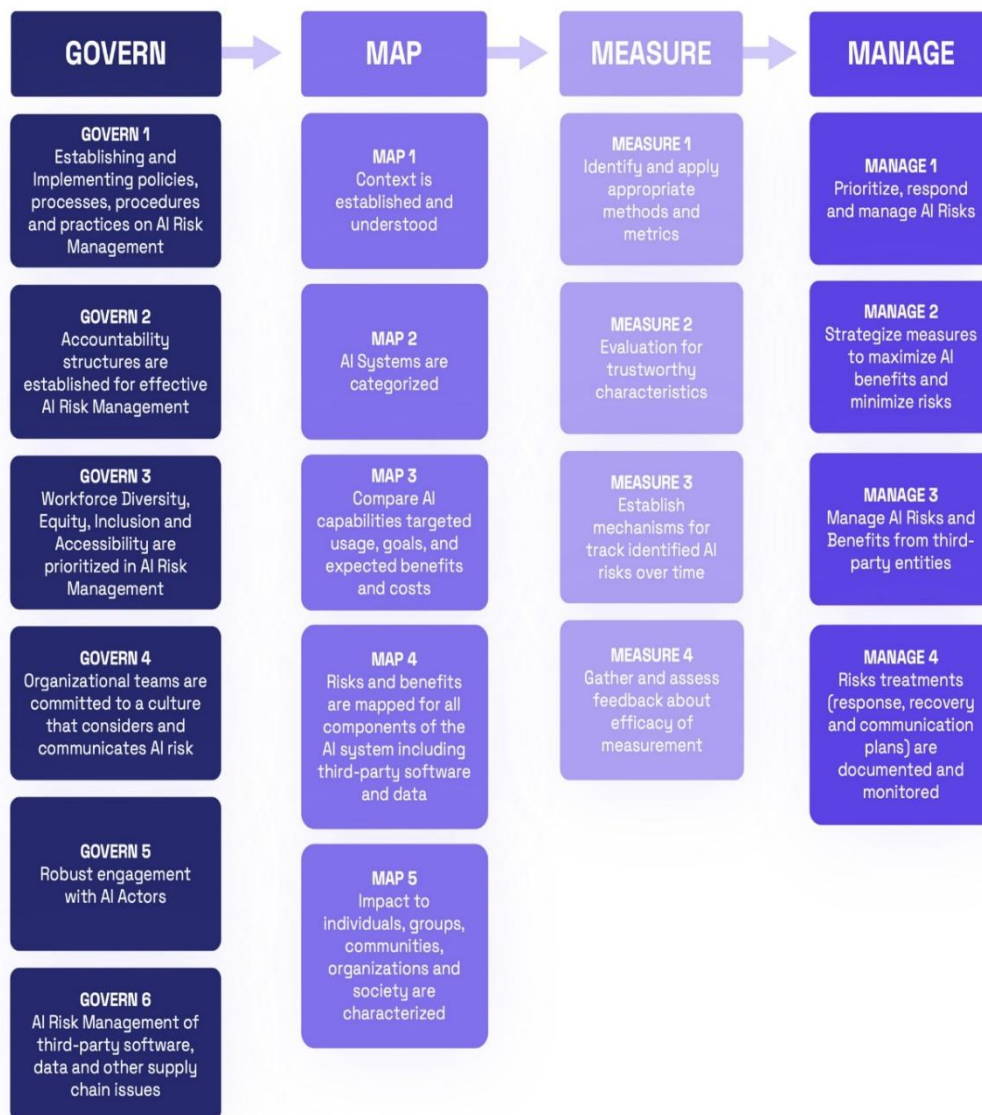 GOVERN
MAP
MEASURE
MANAGE
GOVERN 1
Establishing and
Implementing policies,
processes, procedures
and practices on AI Risk
Management
GOVERN 2
Accountability
structures are
established for effective
AI Risk Management
GOVERN 3
Workforce Diversity,
Equity, Inclusion and
Accessibility are
prioritized in AI Risk
Management
GOVERN 4
Organizational teams are
committed to a culture
that considers and
communicates AI risk
GOVERN 5
Robust engagement
with AI Actors
GOVERN 6
AI Risk Management of
third-party software,
data and other supply
chain issues
MAP 1
Context is
established and
understood
MAP 2
AI Systems are
categorized
MAP 3
Compare AI
capabilities targeted
usage, goals, and
expected benefits
and costs
MAP 4
Risks and benefits
are mapped for all
components of the
AI system including
third-party software
and data
MAP 5
Impact to
individuals, groups,
communities,
organizations and
society are
characterized
MEASURE 1
Identify and apply
appropriate
methods and
metrics
MEASURE 2
Evaluation for
trustworthy
characteristics
MEASURE 3
Establish
mechanisms for
track identified AI
risks over time
MEASURE 4
Gather and assess
feedback about
efficacy of
measurement
MANAGE 1
Prioritize, respond
and manage AI Risks
MANAGE 2
Strategize measures
to maximize AI
benefits and
minimize risks
MANAGE 3
Manage AI Risks and
Benefits from third-
party entities
MANAGE 4
Risks treatments
(response, recovery
and communication
plans) are
documented and
monitored